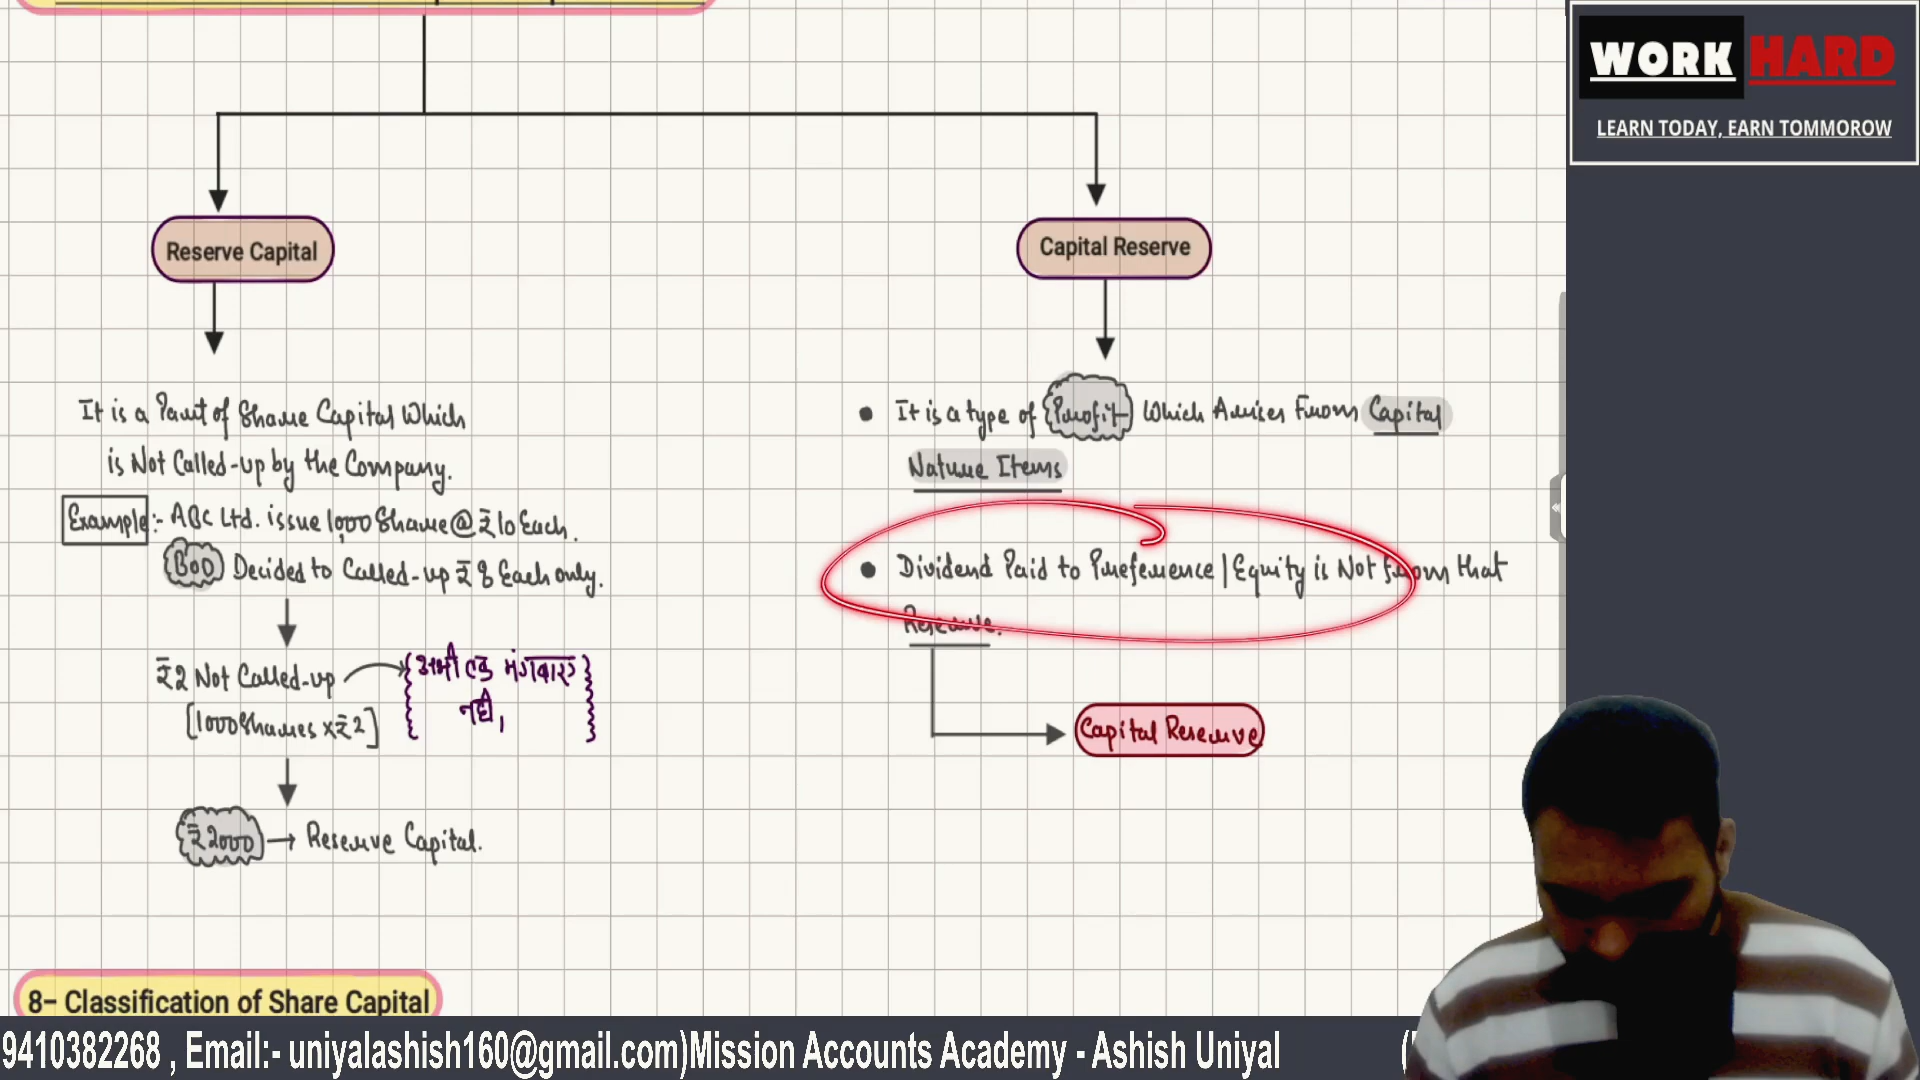 WORK HARD
LEARN TODAY, EARN TOMMOROW
Reserve Capital
It is a Part of Share Capital Which
is Not Called-up by the Company.
Example:- ABC Ltd. issue 1,000 Share @ ₹10 Each.
BOD Decided to Called-up ₹8 Each only.
₹2 Not Called-up
[1000 Shares x ₹2]
नहीं,
₹2000 → Reserve Capital.
Capital Reserve
• It is a type of Profit Which Arises From Capital
Nature Items
• Dividend Paid to Preference | Equity is Not from that
Reserve.
Capital Reserve
8- Classification of Share Capital
9410382268 , Email:- uniyalashish160@gmail.com)Mission Accounts Academy - Ashish Uniyal (